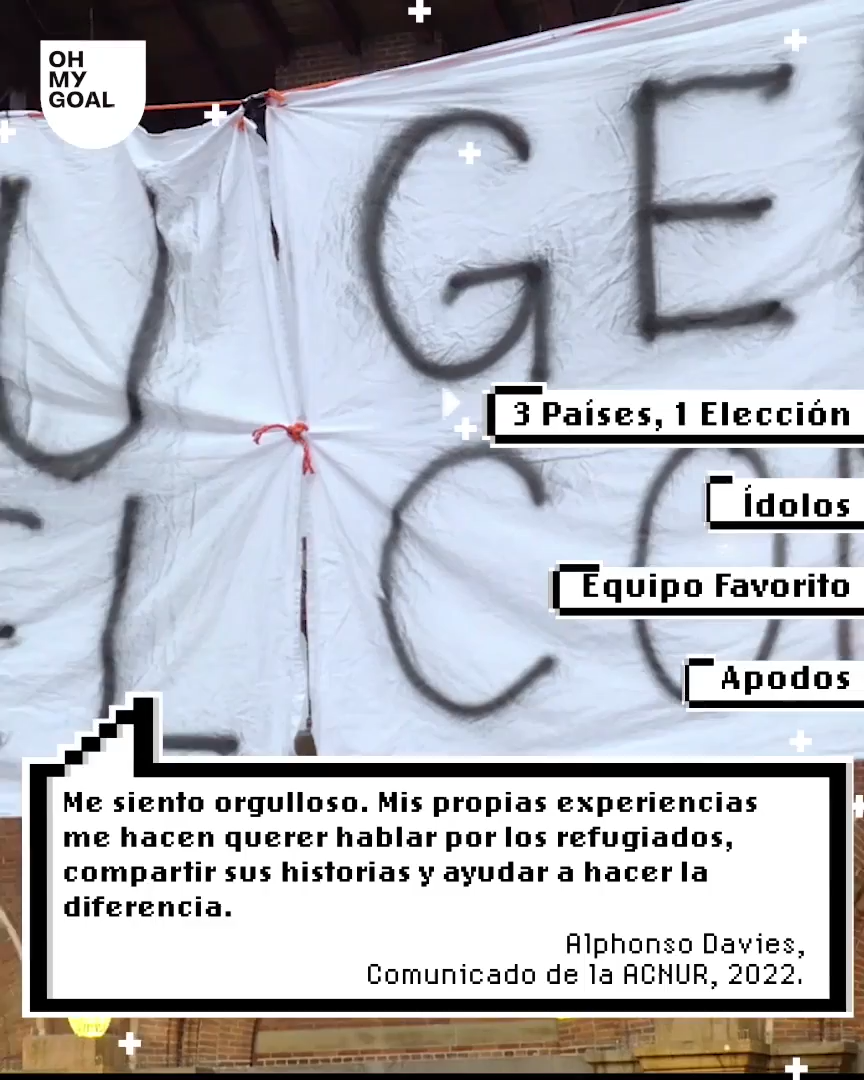 OH
MY
GOAL
U GE
C
3 Países, 1 Elección
Ídolos
Equipo Favorito
Apodos
Me siento orgulloso. Mis propias experiencias
me hacen querer hablar por los refugiados,
compartir sus historias y ayudar a hacer la
diferencia.
Alphonso Davies,
Comunicado de la ACNUR, 2022.